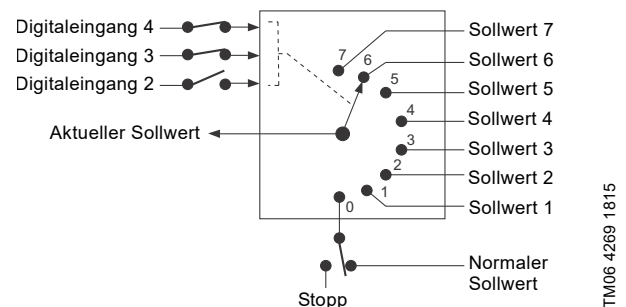 Digitaleingang 4
Digitaleingang 3
Digitaleingang 2
Aktueller Sollwert
7
6
5
4
3
2
1
0
Sollwert 7
Sollwert 6
Sollwert 5
Sollwert 4
Sollwert 3
Sollwert 2
Sollwert 1
Normaler
Sollwert
Stopp
TM06 4269 1815